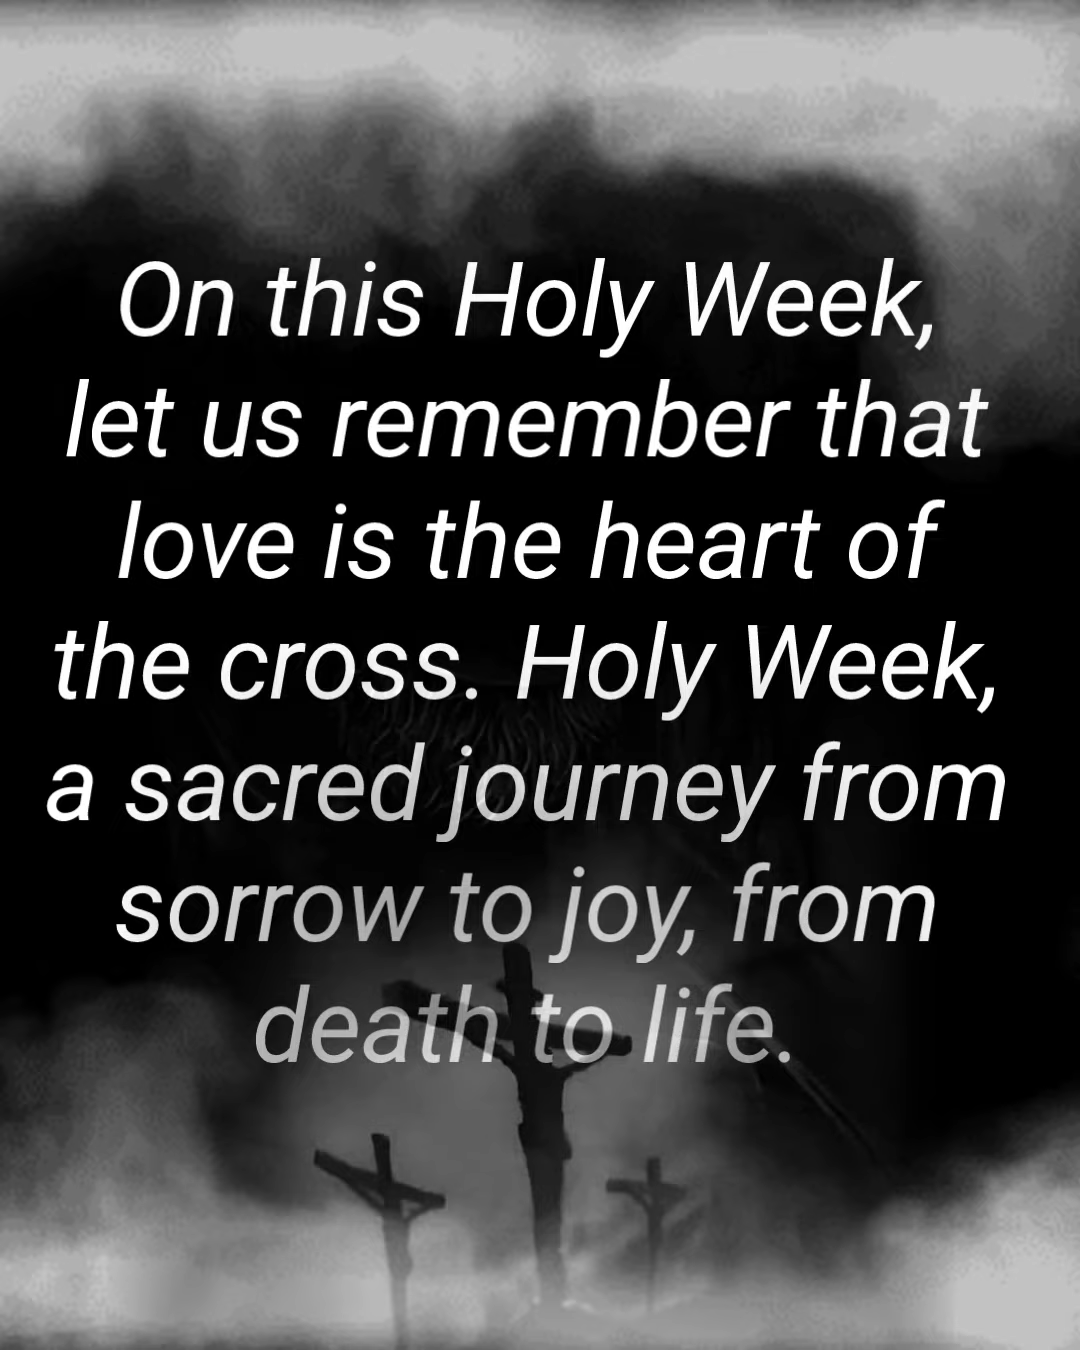 On this Holy Week,
let us remember that
love is the heart of
the cross. Holy Week,
a sacred journey from
sorrow to joy, from
death to life.